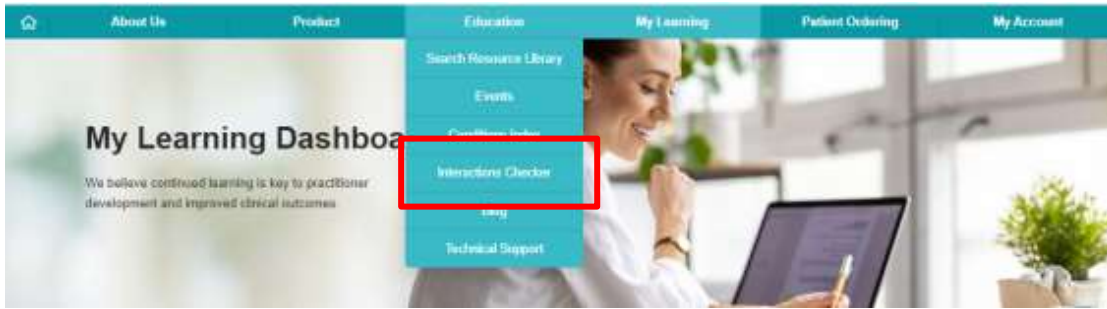 About Us Product Education My Learning Patient Ordering My Account
Search Resource Library
Events
Conditions Index
My Learning Dashboa
Interactions Checker
We believe continued learning is key to practitioner
development and improved clinical outcomes
Blog
Technical Support